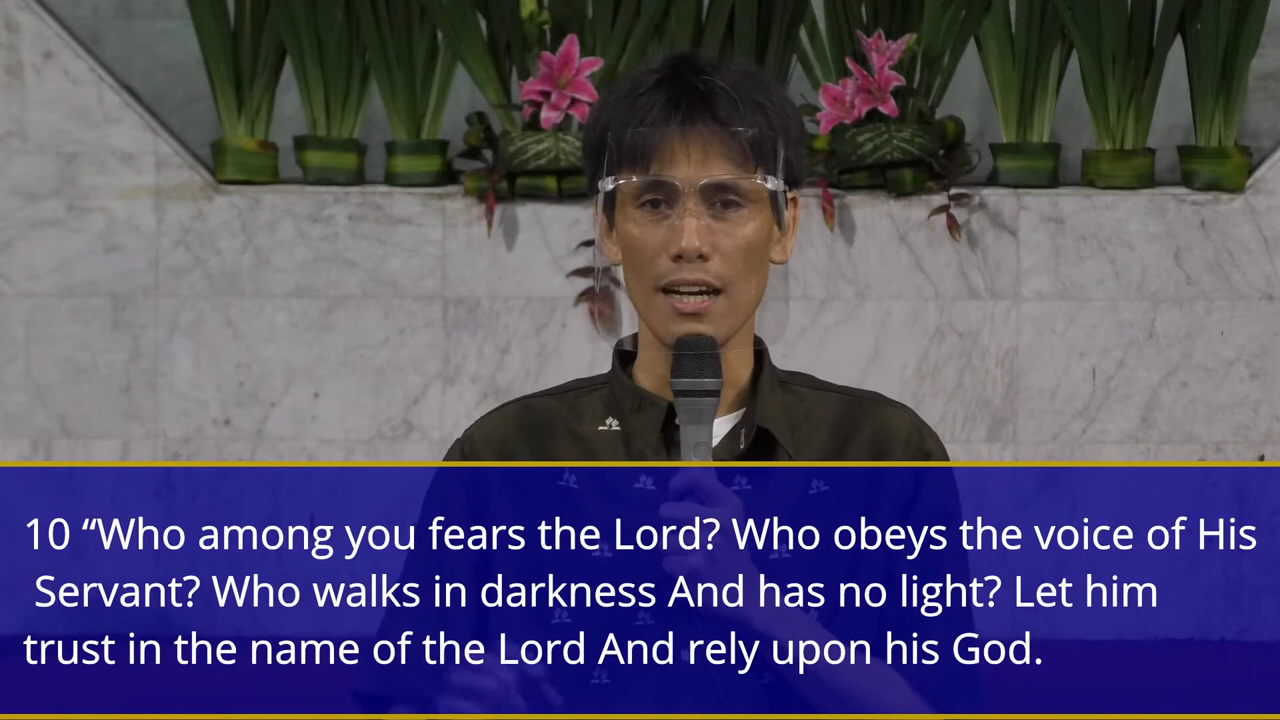 10 “Who among you fears the Lord? Who obeys the voice of His
Servant? Who walks in darkness And has no light? Let him
trust in the name of the Lord And rely upon his God.